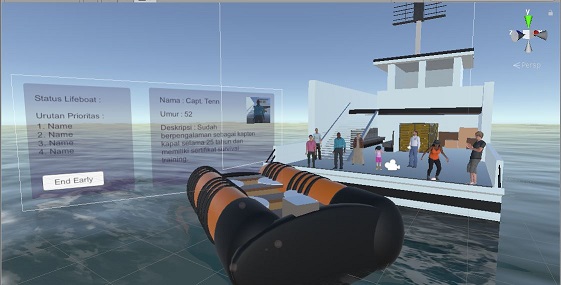 Status Lifeboat :
Urutan Prioritas :
1. Name
2. Name
3. Name
4. Name
End Early
Nama : Capt. Terin
Umur : 52
Deskripsi : Sudah
berpengalaman sebagai kapten
kapal selama 25 tahun dan
memiliki sertifikat survival
training.
y
Persp